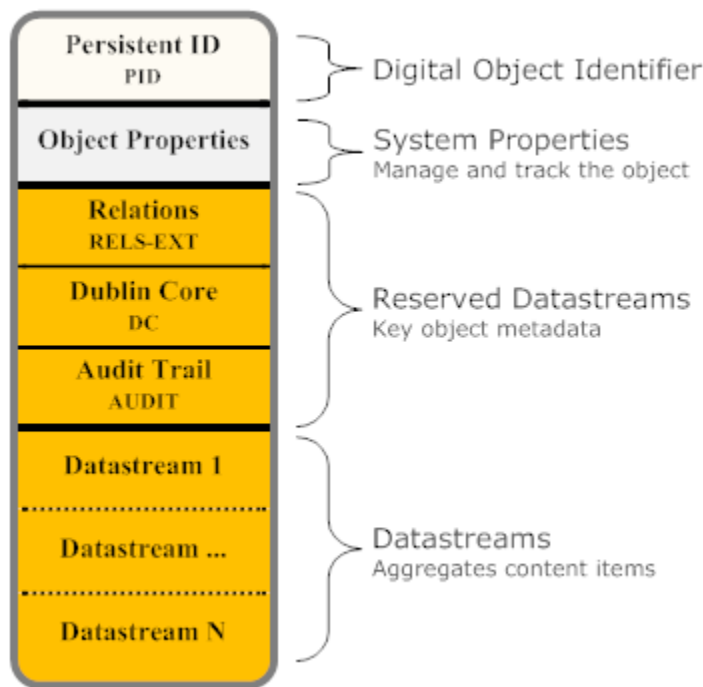 Persistent ID
PID
Digital Object Identifier
Object Properties
System Properties
Manage and track the object
Relations
RELS-EXT
Dublin Core
DC
Audit Trail
AUDIT
Reserved Datastreams
Key object metadata
Datastream 1
Datastream ...
Datastream N
Datastreams
Aggregates content items